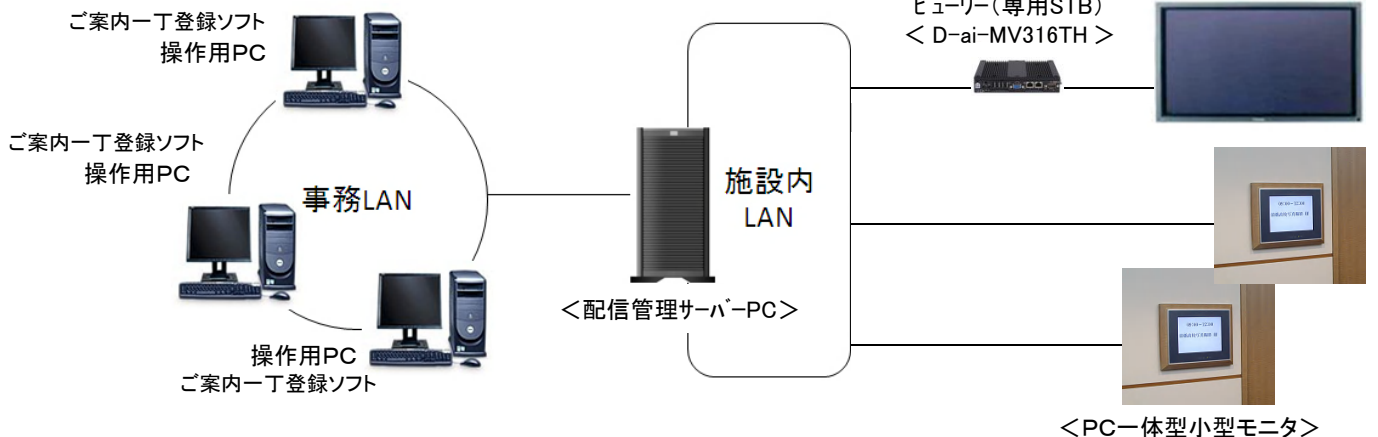 ご案内一丁登録ソフト
操作用PC
ご案内一丁登録ソフト
操作用PC
事務LAN
操作用PC
ご案内一丁登録ソフト
＜配信管理サーバーPC＞
施設内
LAN
ビューワー（専用STB）
＜ D-ai-MV316TH ＞
＜PC一体型小型モニタ＞